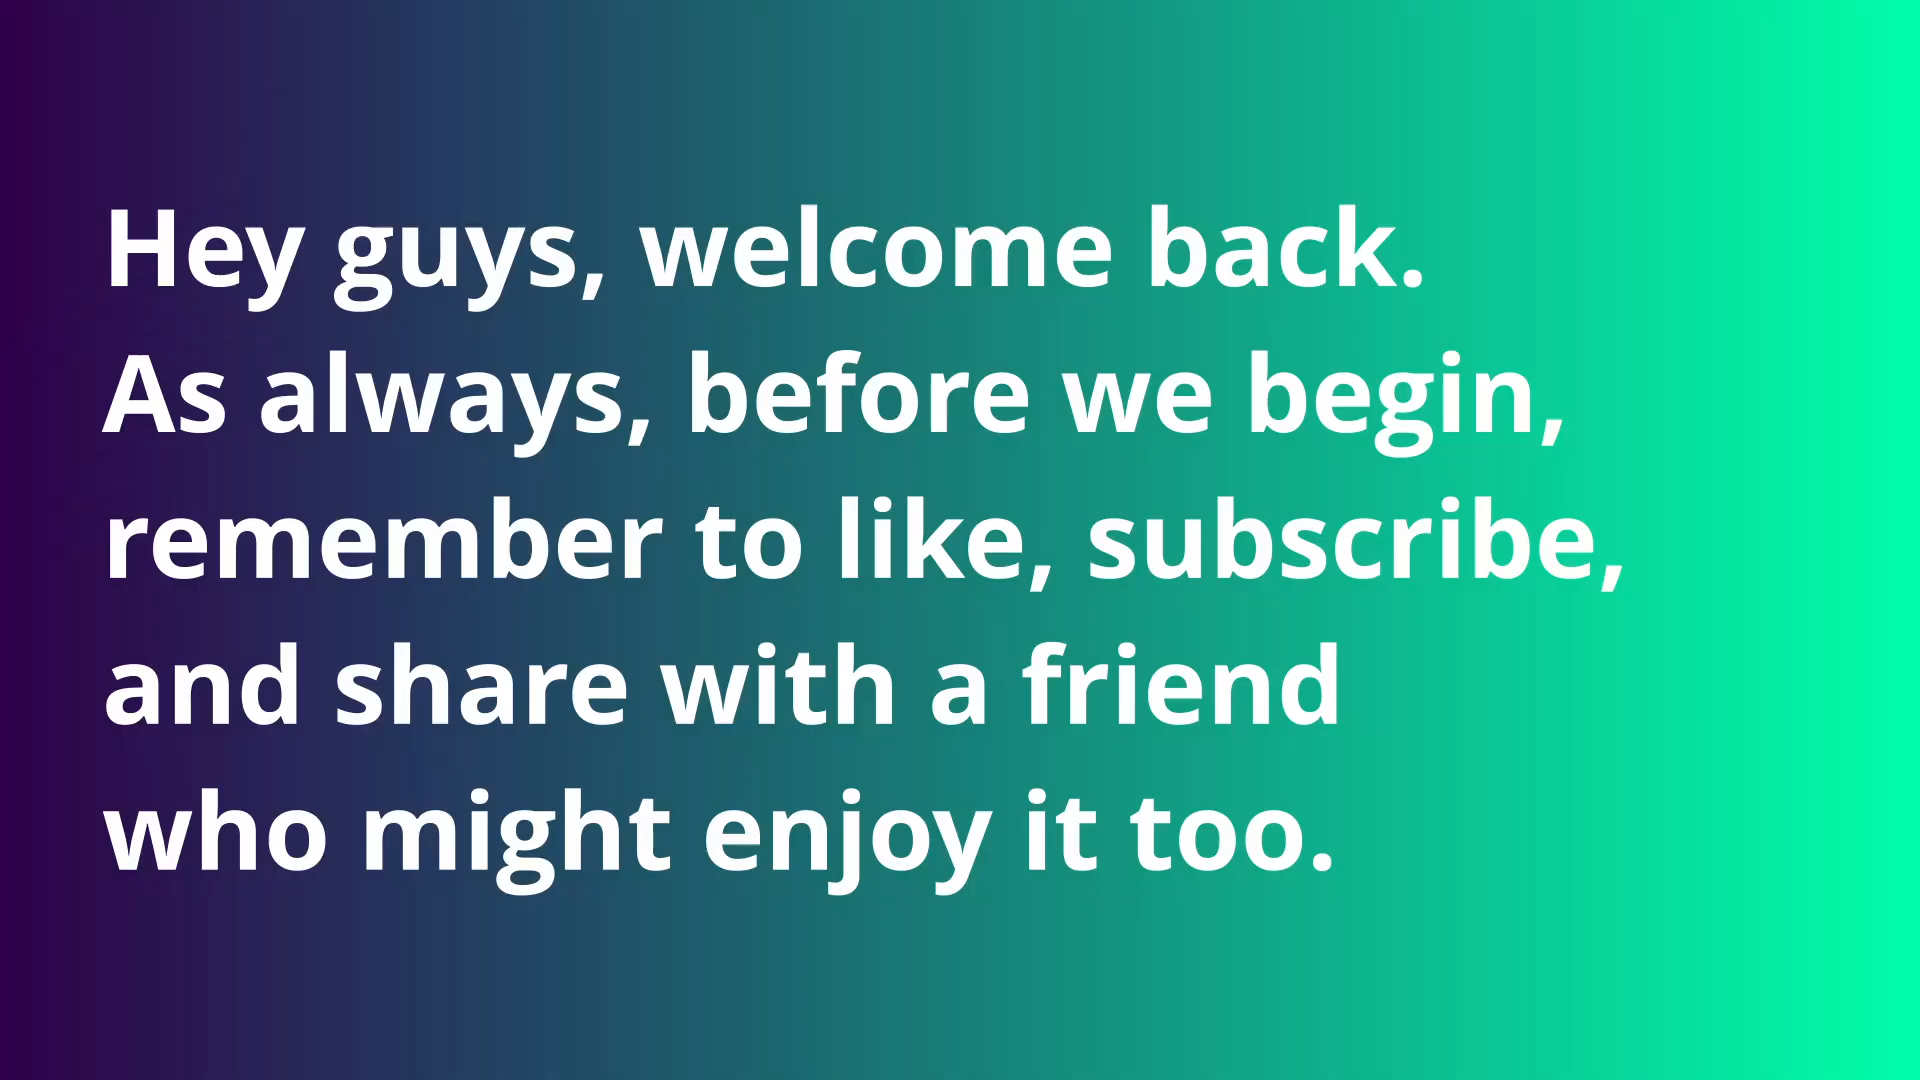 Hey guys, welcome back.
As always, before we begin,
remember to like, subscribe,
and share with a friend
who might enjoy it too.